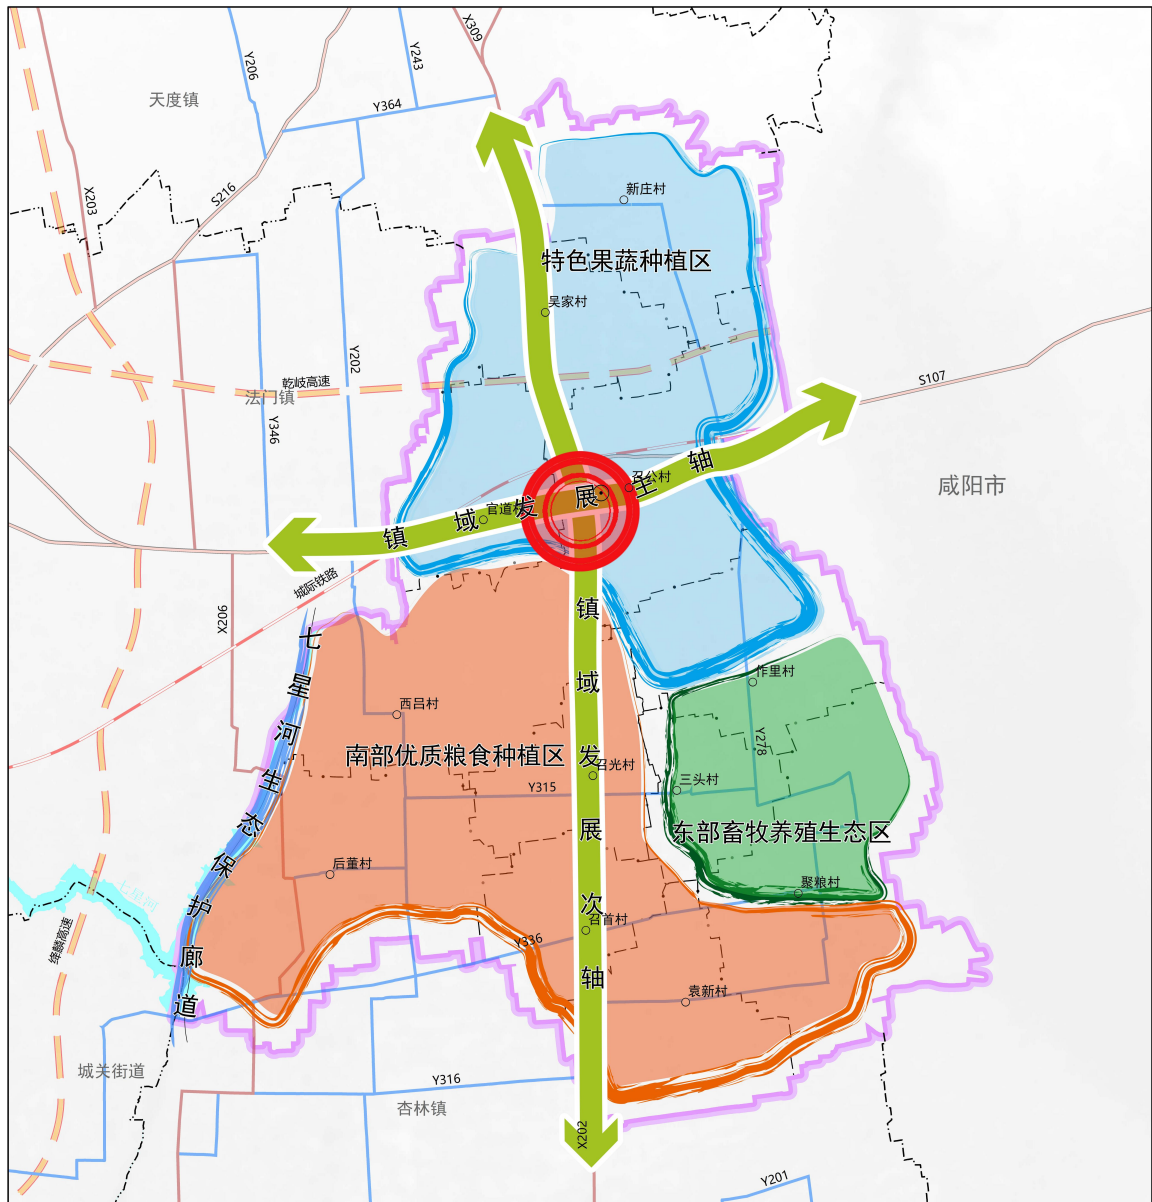 X309
Y206
Y243
天度镇
Y364
X203
S216
新庄村
特色果蔬种植区
吴家村
Y202
乾岐高速
法门镇
Y346
S107
咸阳市
召公村
官道村
镇域发展主轴
城际铁路
X206
镇域发展次轴
七星河生态保护廊道
作里村
西吕村
Y278
南部优质粮食种植区
召光村
三头村
Y315
东部畜牧养殖生态区
后董村
聚粮村
七星河
召首村
Y336
绛麟高速
袁新村
城关街道
Y316
杏林镇
X202
Y201